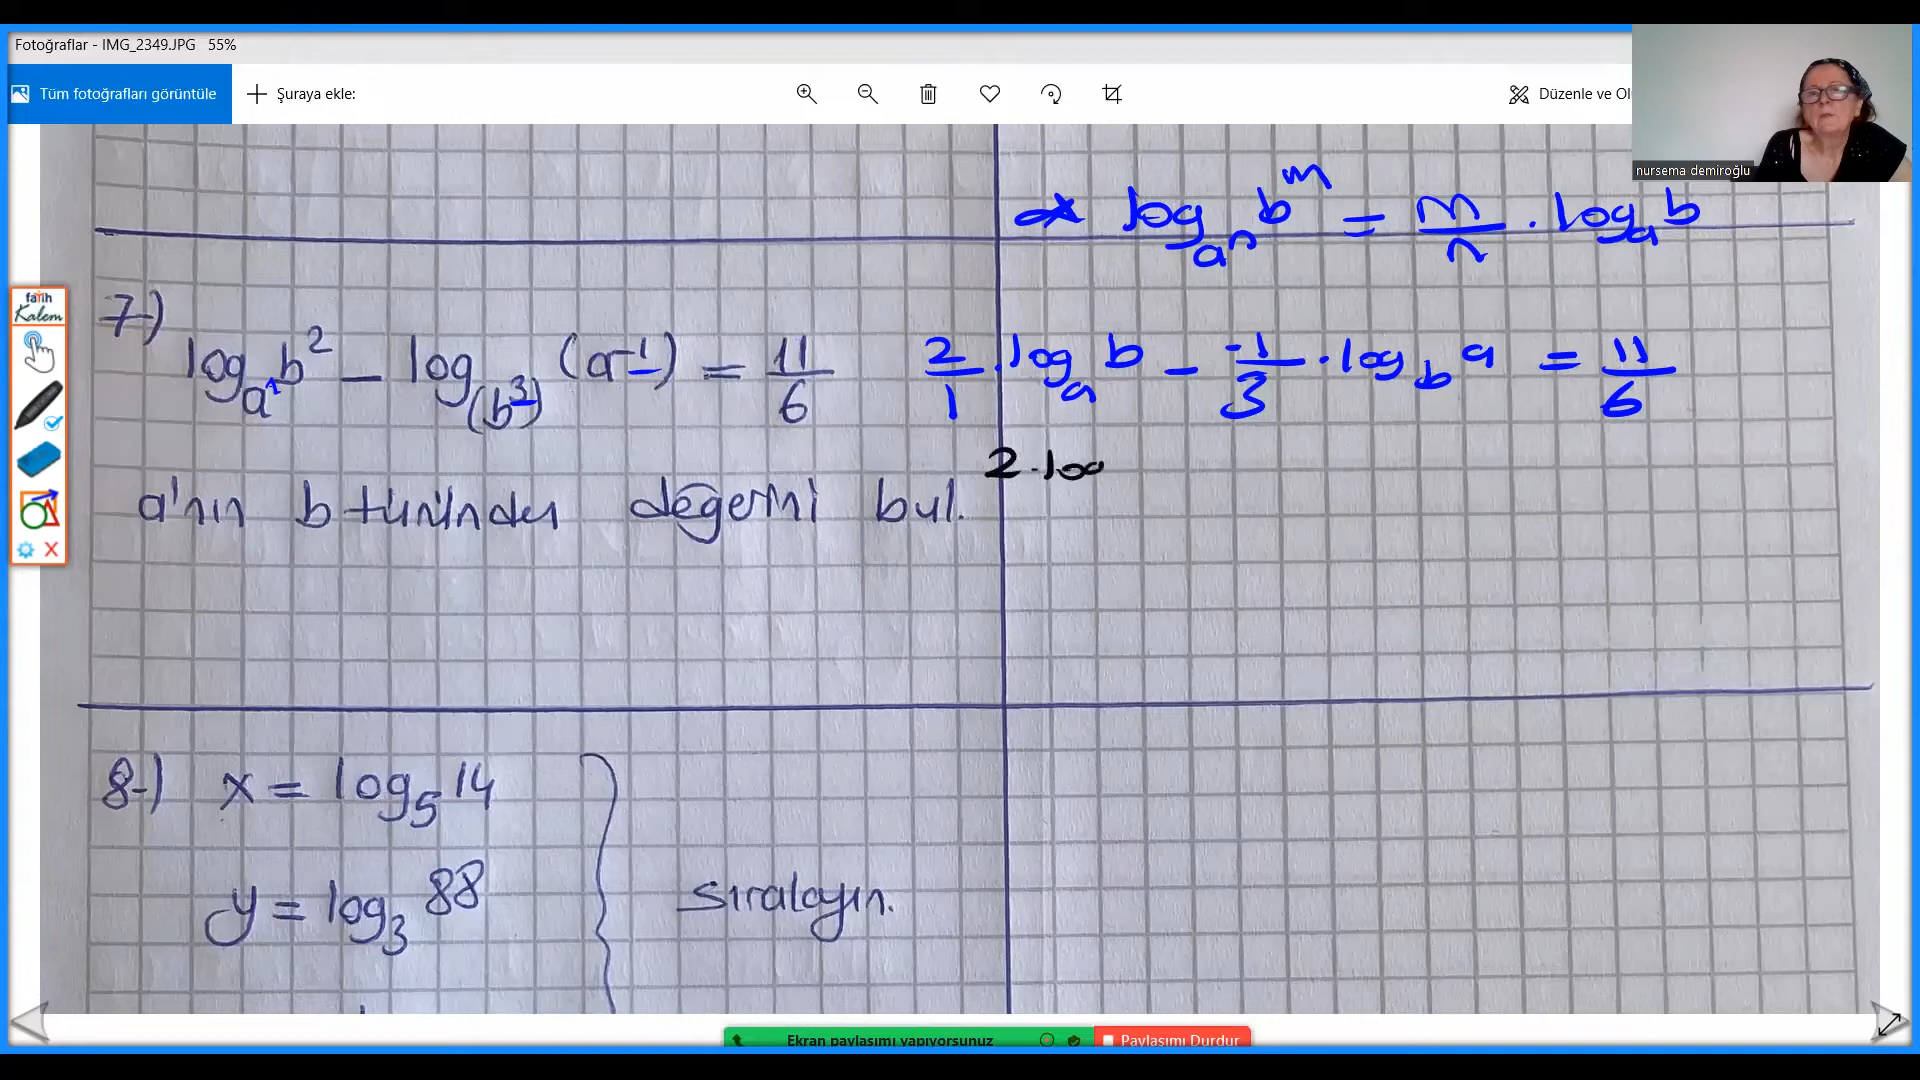 Fotoğraflar - IMG_2349.JPG 55%
Tüm fotoğrafları görüntüle
Şuraya ekle:
Düzenle ve Ol
nursema demiroğlu
log_{a^n} b^m = m/n . log_a b
fatih
Kalem
7-)
log_{a^1} b^2 - log_{(b^3)} (a^{-1}) = 11/6
2/1 . log_a b - -1/3 . log_b a = 11/6
2 . log
a'nın b türünden değerini bul.
8-) x = log_5 14
y = log_3 88
sıralayın.
Ekran paylaşımı yapıyorsunuz
Paylaşımı Durdur